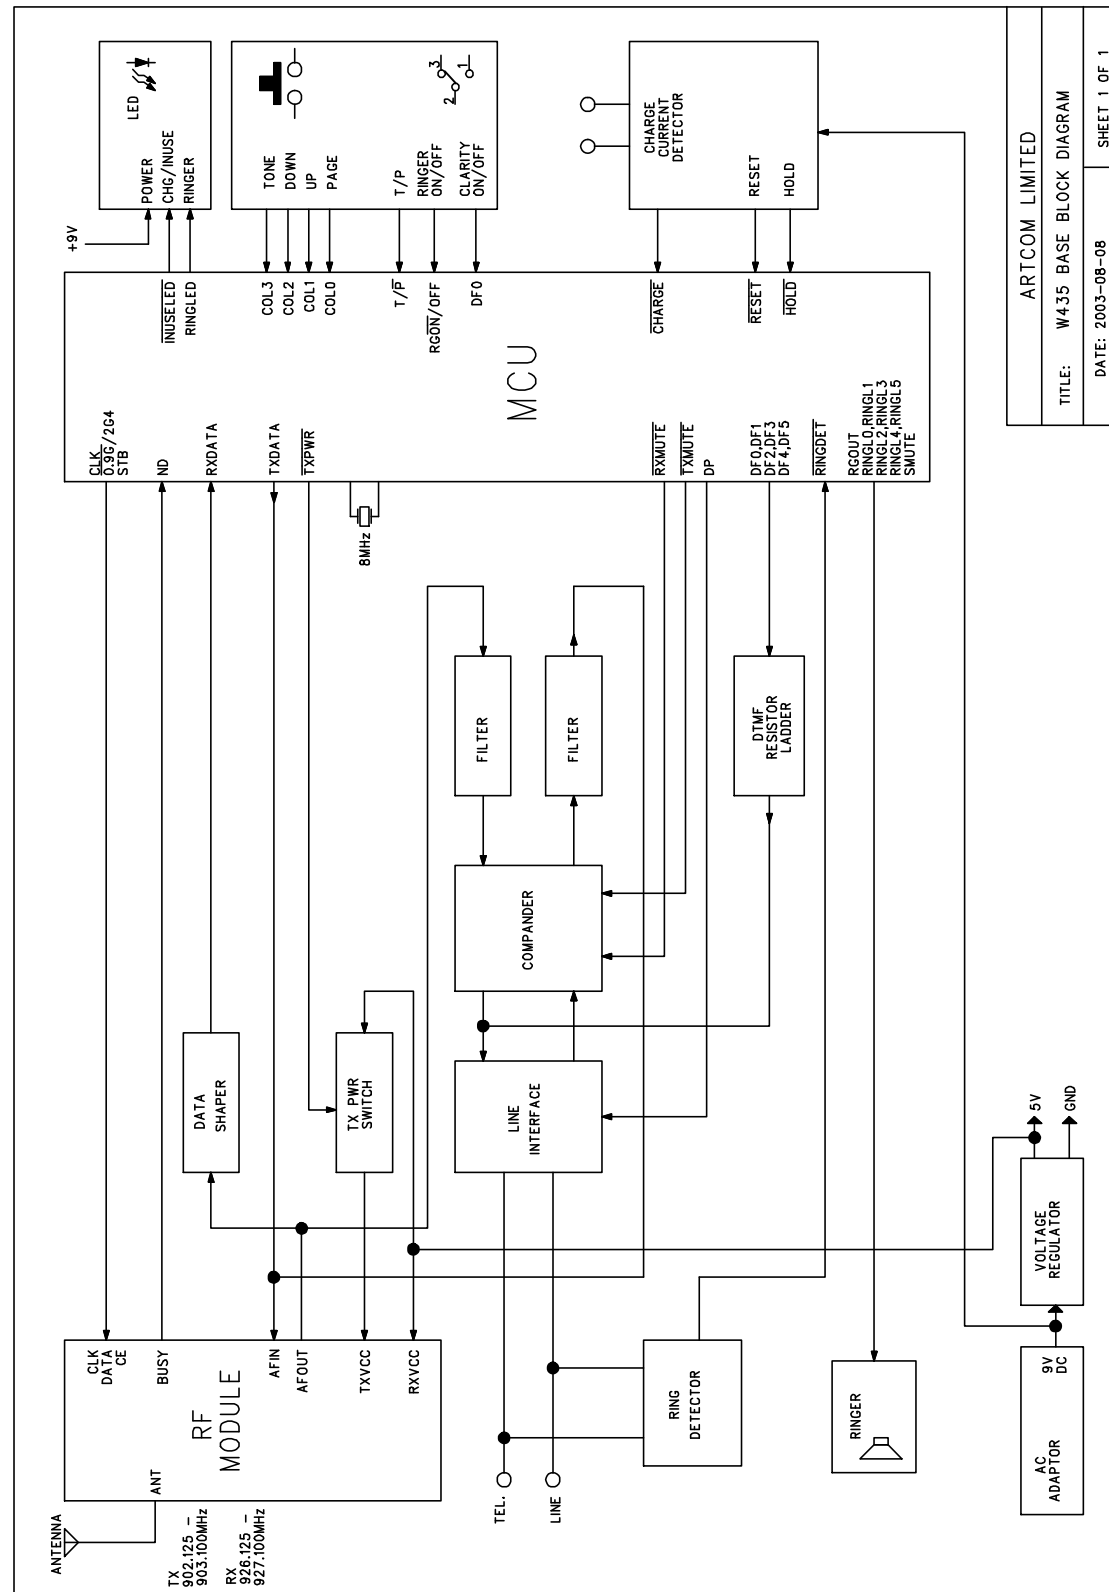 ANTENNA
TX
902.125 -
903.100MHz
RX
926.125 -
927.100MHz
ANT
RF
MODULE
CLK
DATA
CE
BUSY
AFIN
AFOUT
TXVCC
RXVCC
DATA
SHAPER
TX PWR
SWITCH
TEL.
LINE
RING
DETECTOR
LINE
INTERFACE
COMPANDER
FILTER
FILTER
DTMF
RESISTOR
LADDER
RINGER
AC
ADAPTOR
9V
DC
VOLTAGE
REGULATOR
5V
GND
8MHz
MCU
CLK
0.9G/2G4
STB
ND
RXDATA
TXDATA
TXPWR
RXMUTE
TXMUTE
DP
DF0,DF1
DF2,DF3
DF4,DF5
RINGDET
RGOUT
RINGL0,RINGL1
RINGL2,RINGL3
RINGL4,RINGL5
SMUTE
INUSELED
RINGLED
COL3
COL2
COL1
COL0
T/P
RGON/OFF
DF0
CHARGE
RESET
HOLD
+9V
LED
POWER
CHG/INUSE
RINGER
TONE
DOWN
UP
PAGE
T/P
RINGER
ON/OFF
CLARITY
ON/OFF
3
2
1
CHARGE
CURRENT
DETECTOR
RESET
HOLD
ARTCOM LIMITED
TITLE: W435 BASE BLOCK DIAGRAM
DATE: 2003-08-08
SHEET 1 OF 1